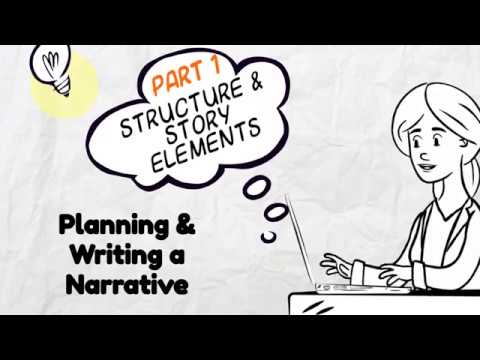 PART 1
STRUCTURE &
STORY
ELEMENTS
Planning &
Writing a
Narrative